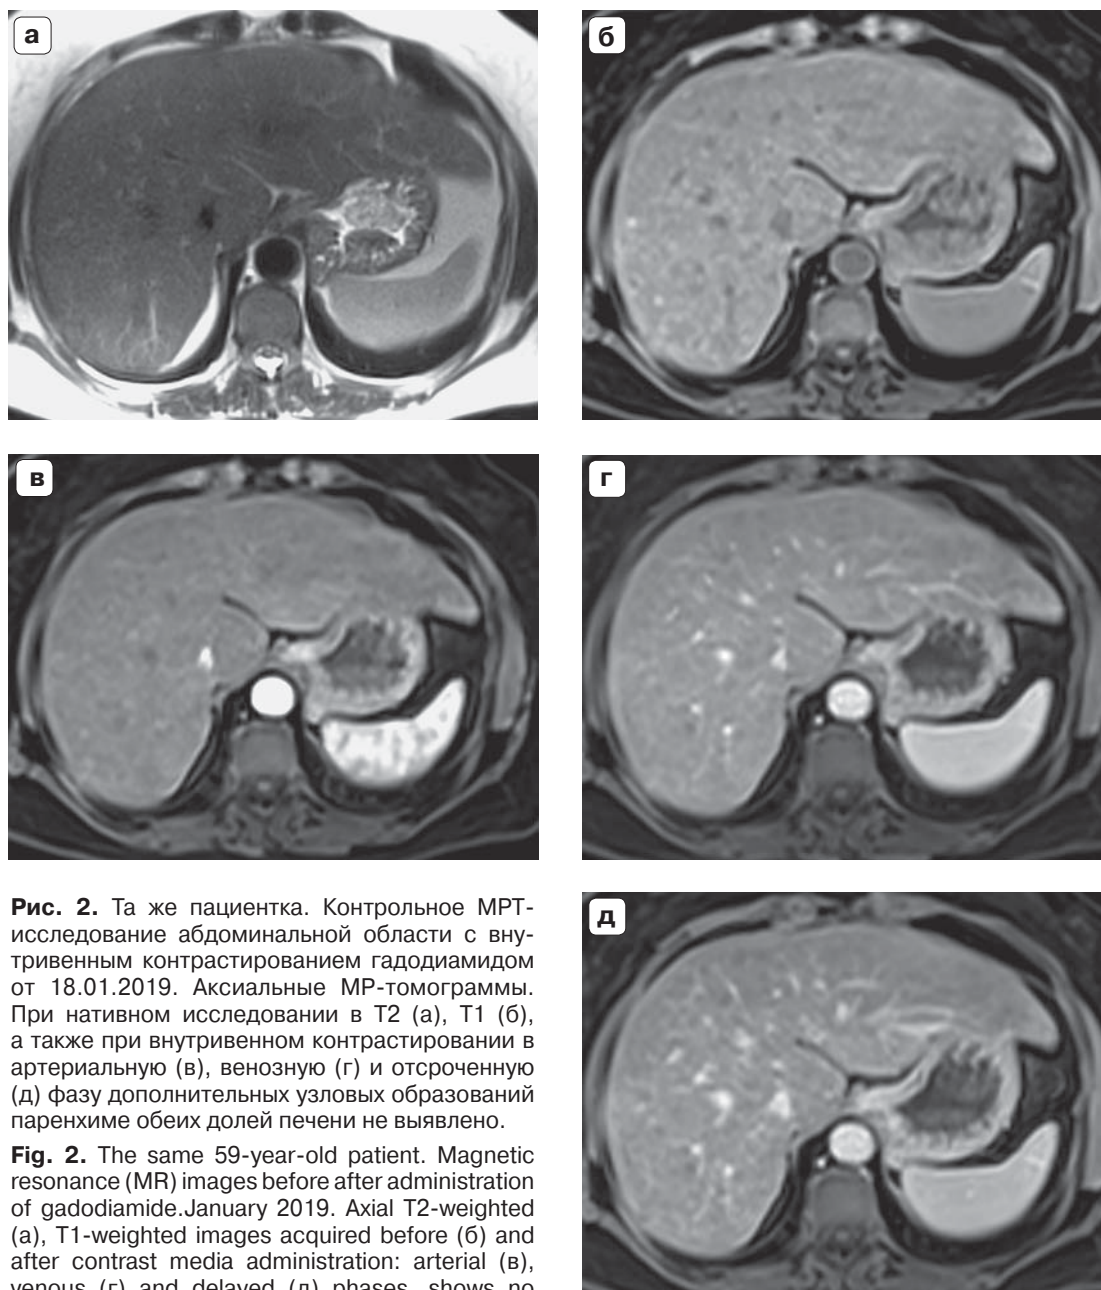 а
б
в
г
Рис. 2. Та же пациентка. Контрольное МРТ-
исследование абдоминальной области с вну-
тривенным контрастированием гадодиамидом
от 18.01.2019. Аксиальные МР-томограммы.
При нативном исследовании в Т2 (а), Т1 (б),
а также при внутривенном контрастировании в
артериальную (в), венозную (г) и отсроченную
(д) фазу дополнительных узловых образований
паренхиме обеих долей печени не выявлено.
Fig. 2. The same 59-year-old patient. Magnetic
resonance (MR) images before after administration
of gadodiamide.January 2019. Axial T2-weighted
(a), T1-weighted images acquired before (б) and
after contrast media administration: arterial (в),
venous (г) and delayed (д) phases, shows no
д